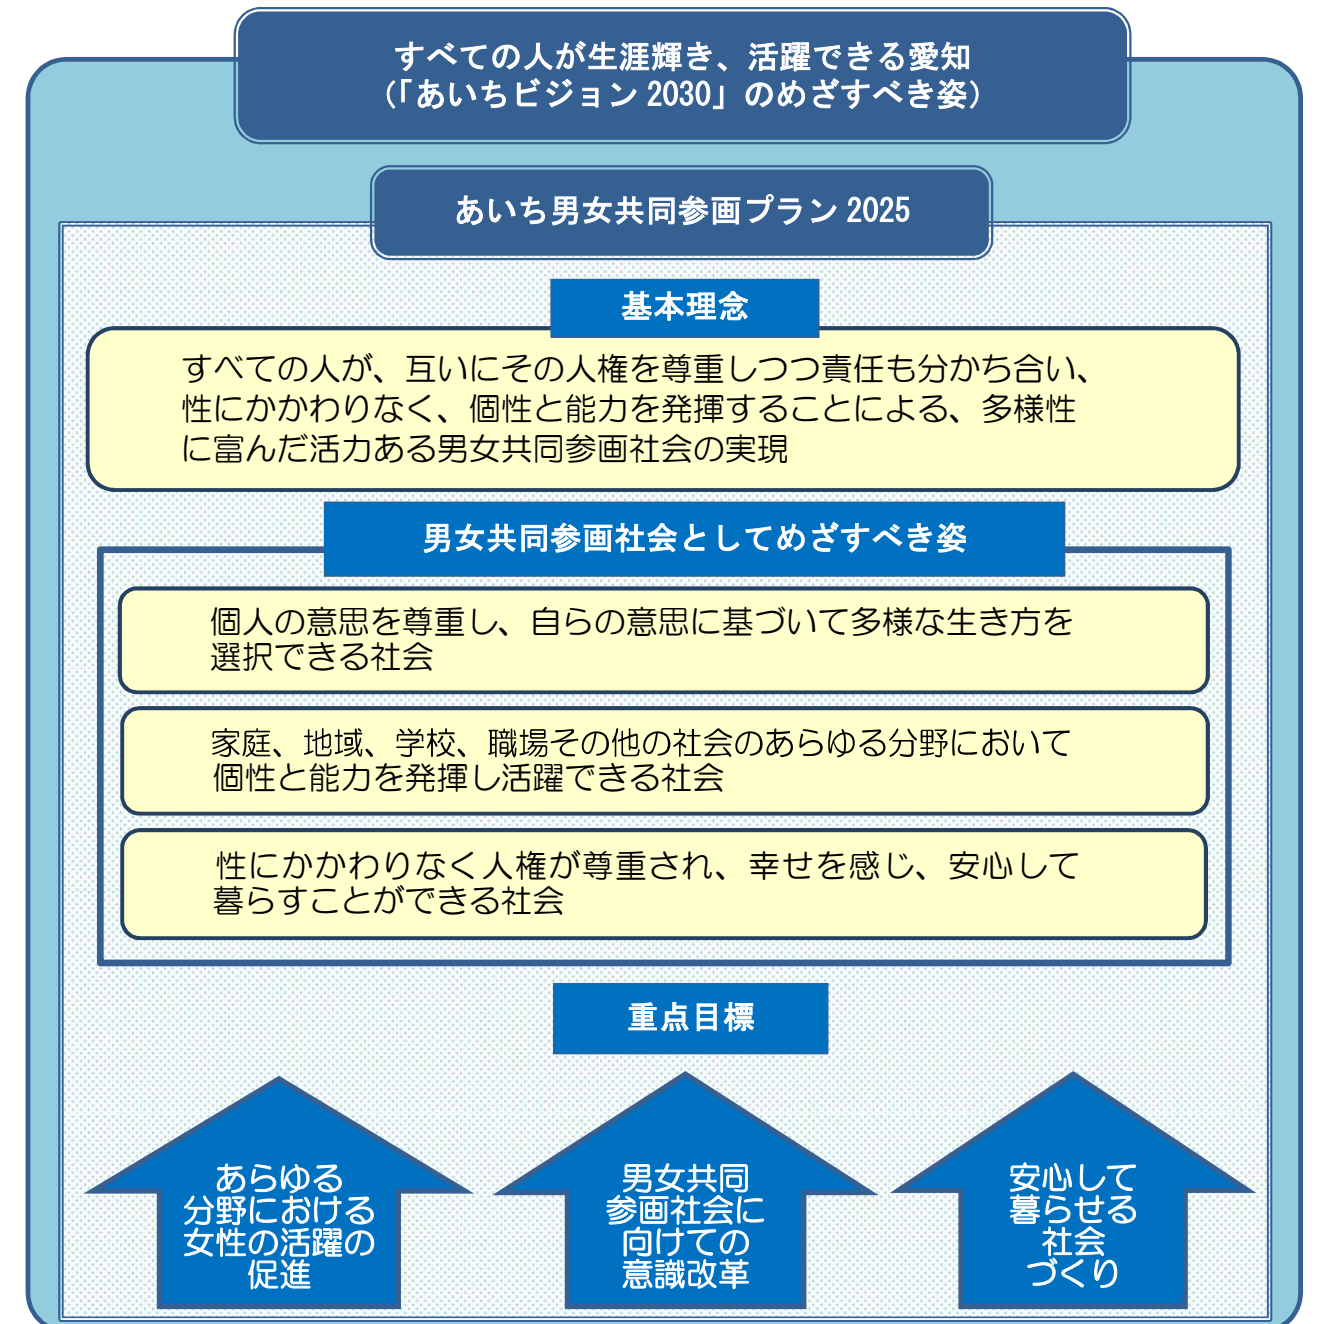 すべての人が生涯輝き、活躍できる愛知
（「あいちビジョン 2030」のめざすべき姿）
あいち男女共同参画プラン 2025
基本理念
すべての人が、互いにその人権を尊重しつつ責任も分かち合い、
性にかかわりなく、個性と能力を発揮することによる、多様性
に富んだ活力ある男女共同参画社会の実現
男女共同参画社会としてめざすべき姿
個人の意思を尊重し、自らの意思に基づいて多様な生き方を
選択できる社会
家庭、地域、学校、職場その他の社会のあらゆる分野において
個性と能力を発揮し活躍できる社会
性にかかわりなく人権が尊重され、幸せを感じ、安心して
暮らすことができる社会
重点目標
あらゆる
分野における
女性の活躍の
促進
男女共同
参画社会に
向けての
意識改革
安心して
暮らせる
社会
づくり